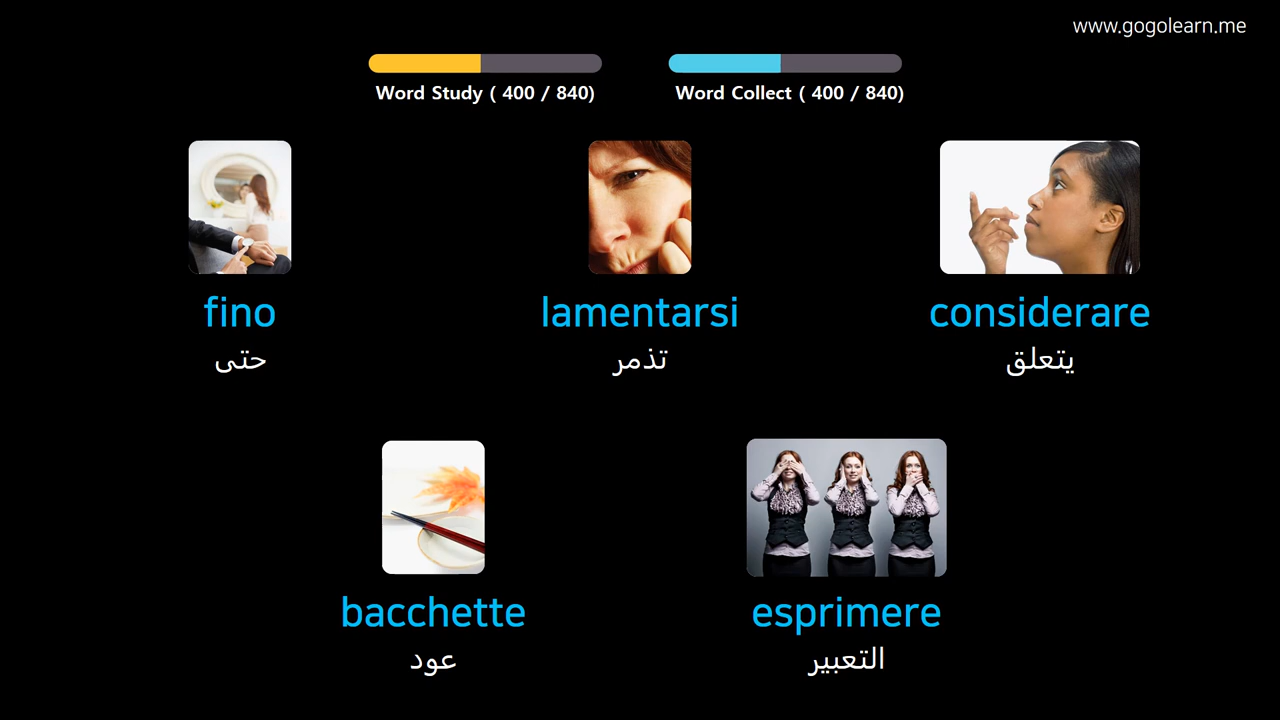 www.gogolearn.me
Word Study ( 400 / 840)
Word Collect ( 400 / 840)
fino
حتى
lamentarsi
تذمر
considerare
يتعلق
bacchette
عود
esprimere
التعبير